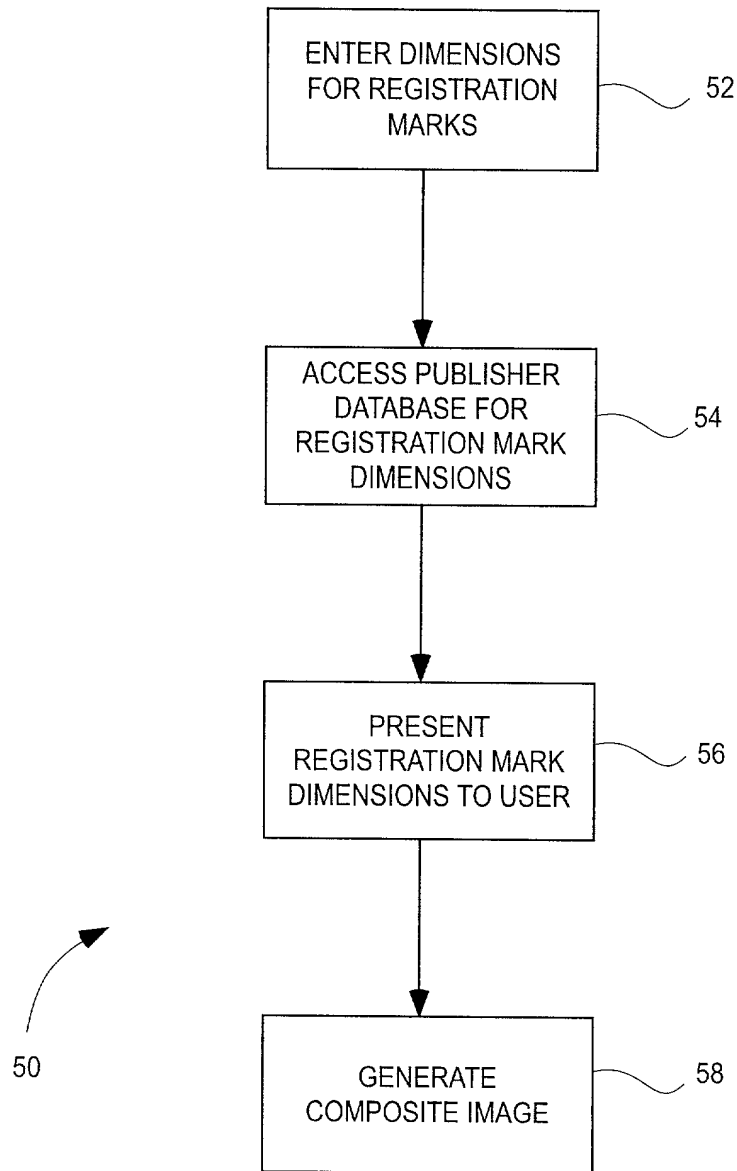 ENTER DIMENSIONS
FOR REGISTRATION
MARKS
52
ACCESS PUBLISHER
DATABASE FOR
REGISTRATION MARK
DIMENSIONS
54
PRESENT
REGISTRATION MARK
DIMENSIONS TO USER
56
50
GENERATE
COMPOSITE IMAGE
58